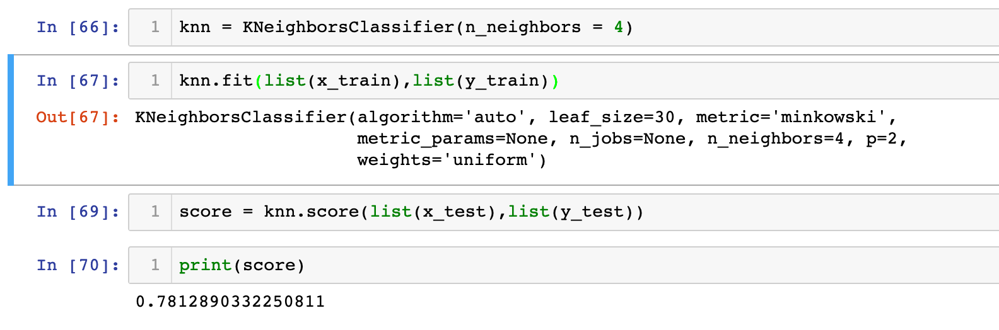 In [66]: 1 knn = KNeighborsClassifier(n_neighbors = 4)
In [67]: 1 knn.fit(list(x_train),list(y_train))
Out[67]: KNeighborsClassifier(algorithm='auto', leaf_size=30, metric='minkowski',
metric_params=None, n_jobs=None, n_neighbors=4, p=2,
weights='uniform')
In [69]: 1 score = knn.score(list(x_test),list(y_test))
In [70]: 1 print(score)
0.7812890332250811